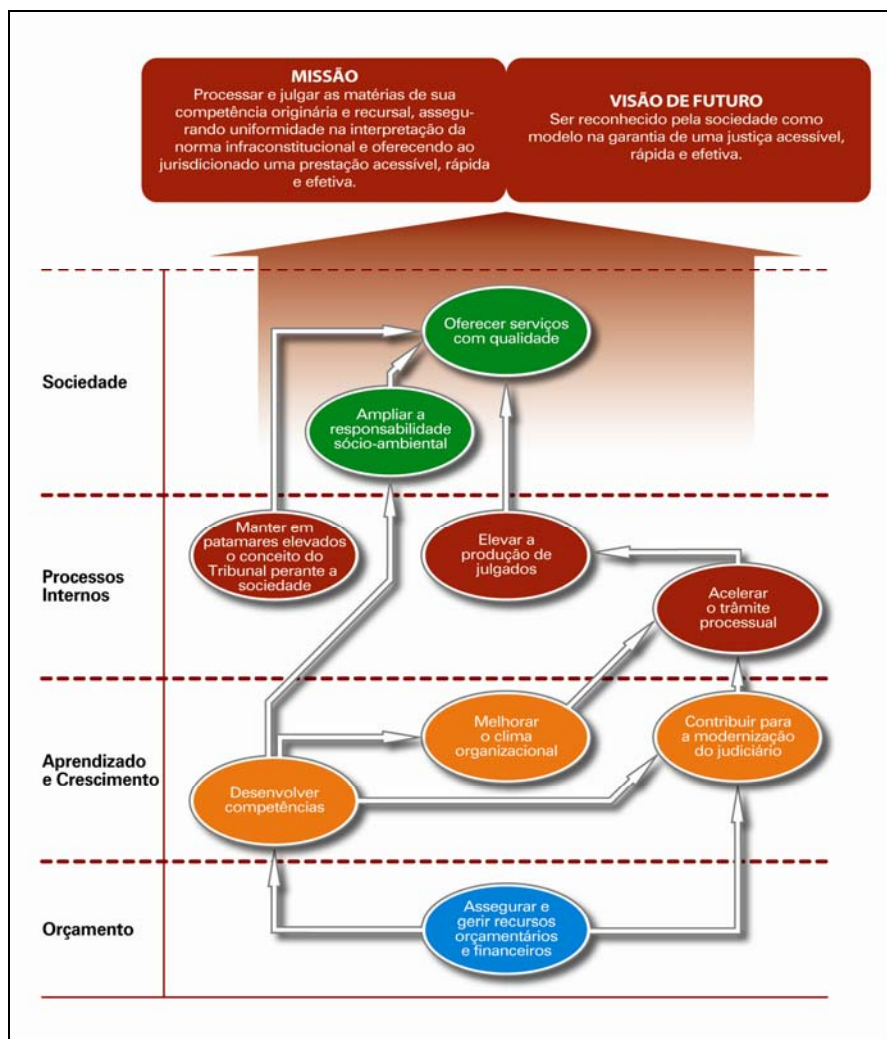 MISSÃO
Processar e julgar as matérias de sua
competência originária e recursal, assegu-
rando uniformidade na interpretação da
norma infraconstitucional e oferecendo ao
jurisdicionado uma prestação acessível, rápida
e efetiva.
VISÃO DE FUTURO
Ser reconhecido pela sociedade como
modelo na garantia de uma justiça acessível,
rápida e efetiva.
Sociedade
Oferecer serviços
com qualidade
Ampliar a
responsabilidade
sócio-ambiental
Processos
Internos
Manter em
patamares elevados
o conceito do
Tribunal perante a
sociedade
Elevar a
produção de
julgados
Acelerar
o trâmite
processual
Aprendizado
e Crescimento
Melhorar
o clima
organizacional
Contribuir para
a modernização
do judiciário
Desenvolver
competências
Orçamento
Assegurar e
gerir recursos
orçamentários
e financeiros